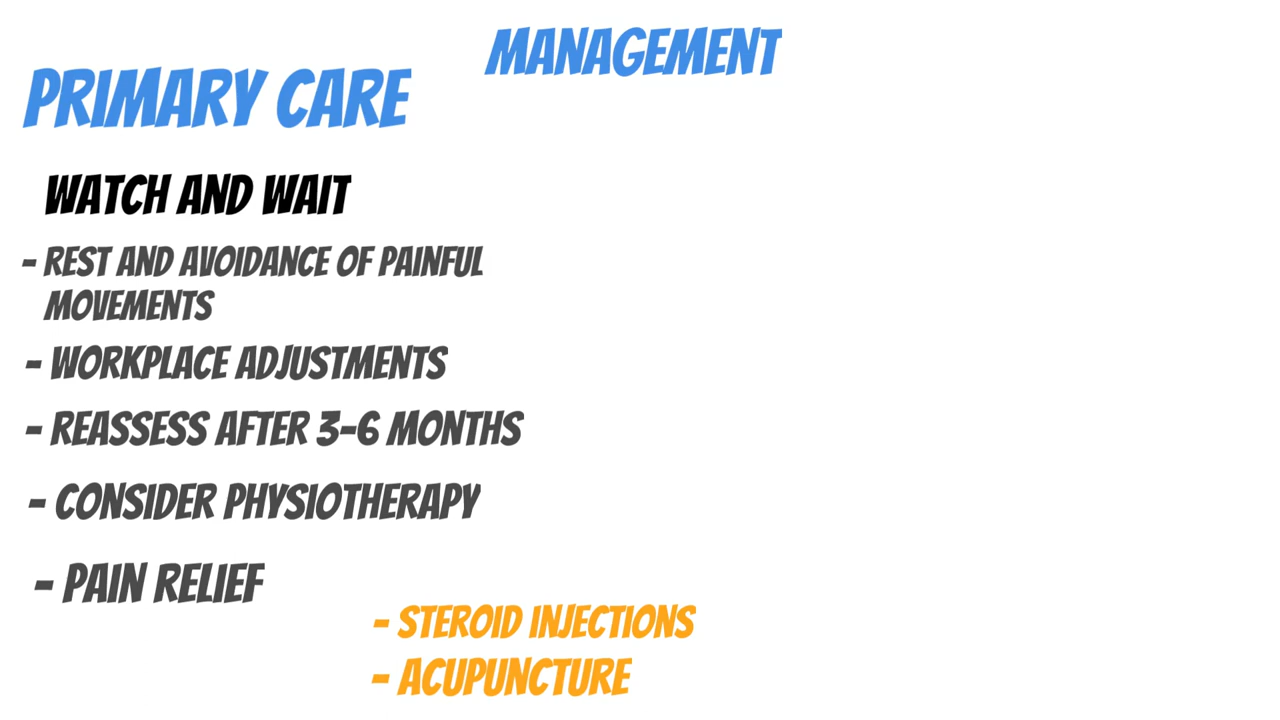 MANAGEMENT
PRIMARY CARE
WATCH AND WAIT
- REST AND AVOIDANCE OF PAINFUL
MOVEMENTS
- WORKPLACE ADJUSTMENTS
- REASSESS AFTER 3-6 MONTHS
- CONSIDER PHYSIOTHERAPY
- PAIN RELIEF
- STEROID INJECTIONS
- ACUPUNCTURE